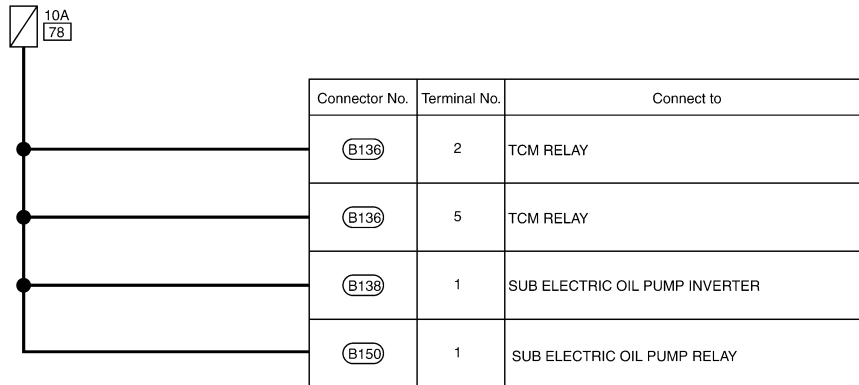 10A
78
Connector No. Terminal No. Connect to
B136 2 TCM RELAY
B136 5 TCM RELAY
B138 1 SUB ELECTRIC OIL PUMP INVERTER
B150 1 SUB ELECTRIC OIL PUMP RELAY